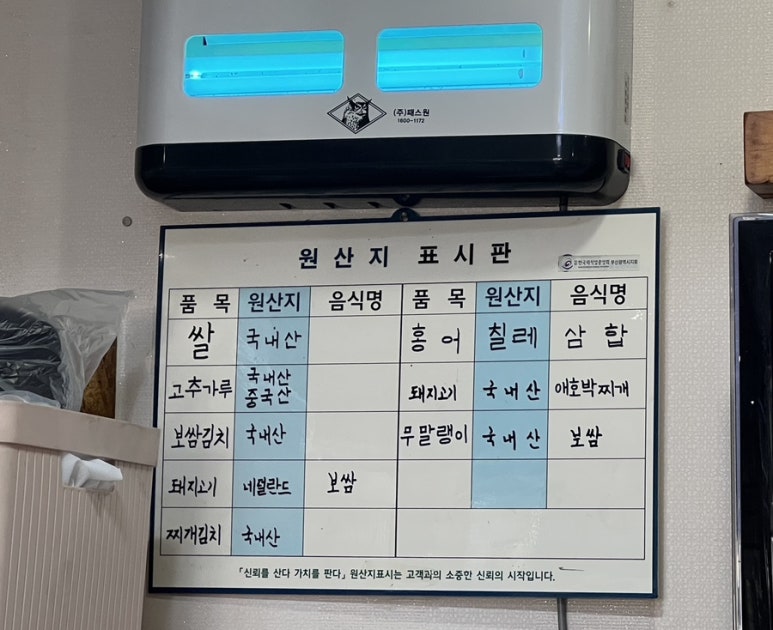 (주)패스원
1600-1172
원산지 표시판
품 목 원산지 음식명 품 목 원산지 음식명
쌀 국내산 홍어 칠레 삼합
고추가루 국내산 중국산 돼지고기 국내산 애호박찌개
보쌈김치 국내산 무말랭이 국내산 보쌈
돼지고기 네덜란드 보쌈
찌개김치 국내산
「신뢰를 산다 가치를 판다」 원산지표시는 고객과의 소중한 신뢰의 시작입니다.